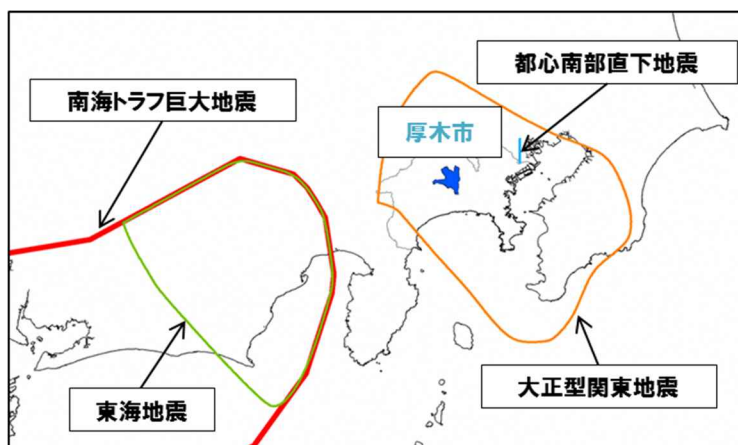 都心南部直下地震
南海トラフ巨大地震
厚木市
大正型関東地震
東海地震